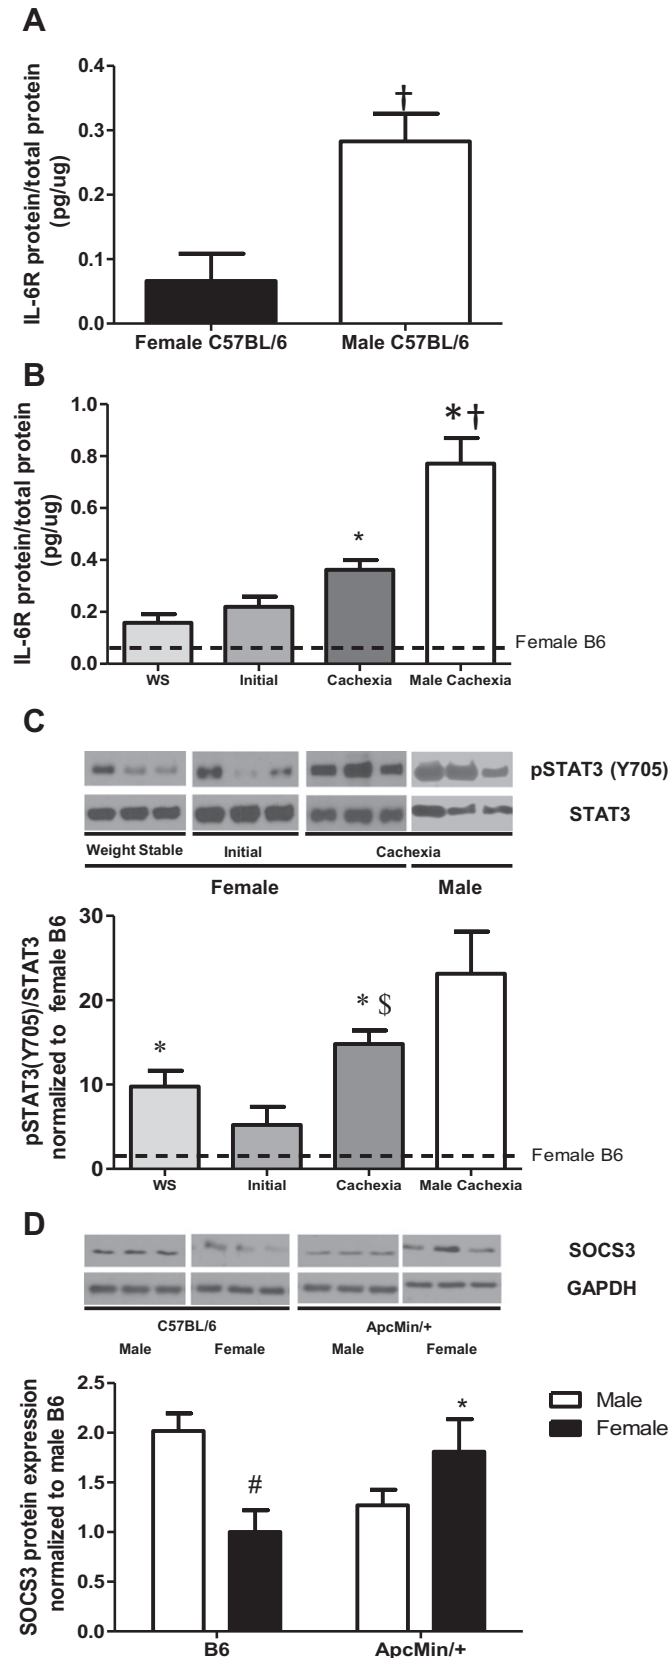 A
IL-6R protein/total protein
(pg/ug)
0.4
0.3
0.2
0.1
0.0
†
Female C57BL/6 Male C57BL/6
B
IL-6R protein/total protein
(pg/ug)
1.0
0.8
0.6
0.4
0.2
0.0
*
*†
Female B6
WS Initial Cachexia Male Cachexia
C
pSTAT3 (Y705)
STAT3
Weight Stable Initial Cachexia
Female Male
pSTAT3(Y705)/STAT3
normalized to female B6
30
20
10
0
*
* $
Female B6
WS Initial Cachexia Male Cachexia
D
SOCS3
GAPDH
C57BL/6 ApcMin/+
Male Female Male Female
SOCS3 protein expression
normalized to male B6
2.5
2.0
1.5
1.0
0.5
0.0
#
*
Male
Female
B6 ApcMin/+